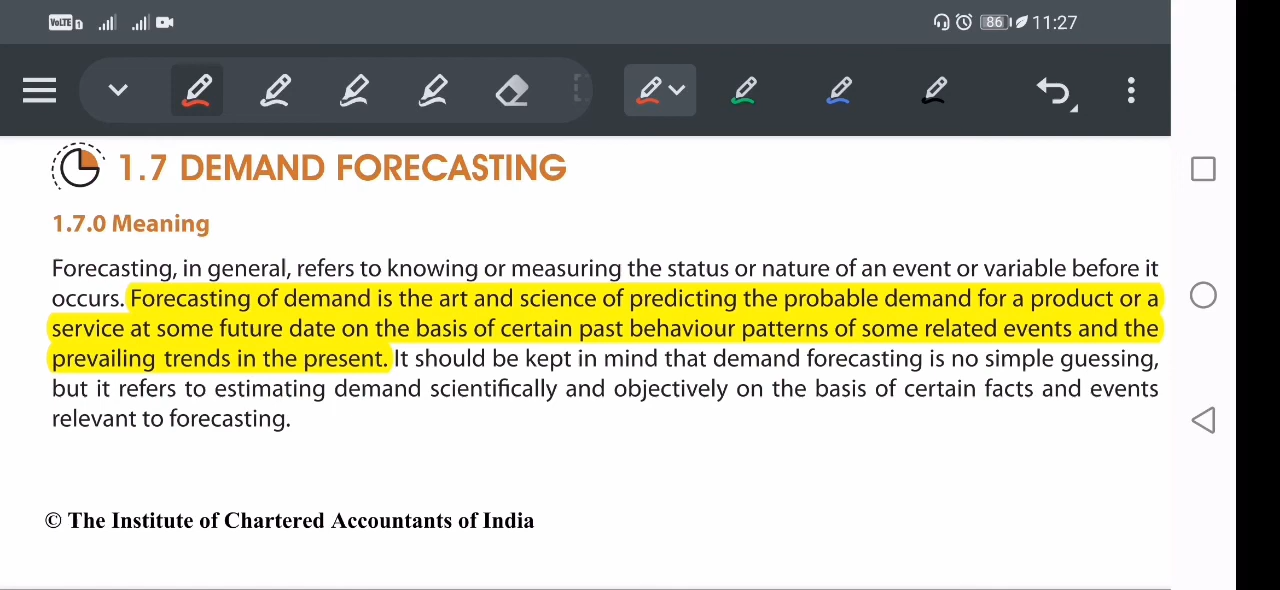 VoLTE 86 11:27
1.7 DEMAND FORECASTING
1.7.0 Meaning
Forecasting, in general, refers to knowing or measuring the status or nature of an event or variable before it
occurs. Forecasting of demand is the art and science of predicting the probable demand for a product or a
service at some future date on the basis of certain past behaviour patterns of some related events and the
prevailing trends in the present. It should be kept in mind that demand forecasting is no simple guessing,
but it refers to estimating demand scientifically and objectively on the basis of certain facts and events
relevant to forecasting.
© The Institute of Chartered Accountants of India